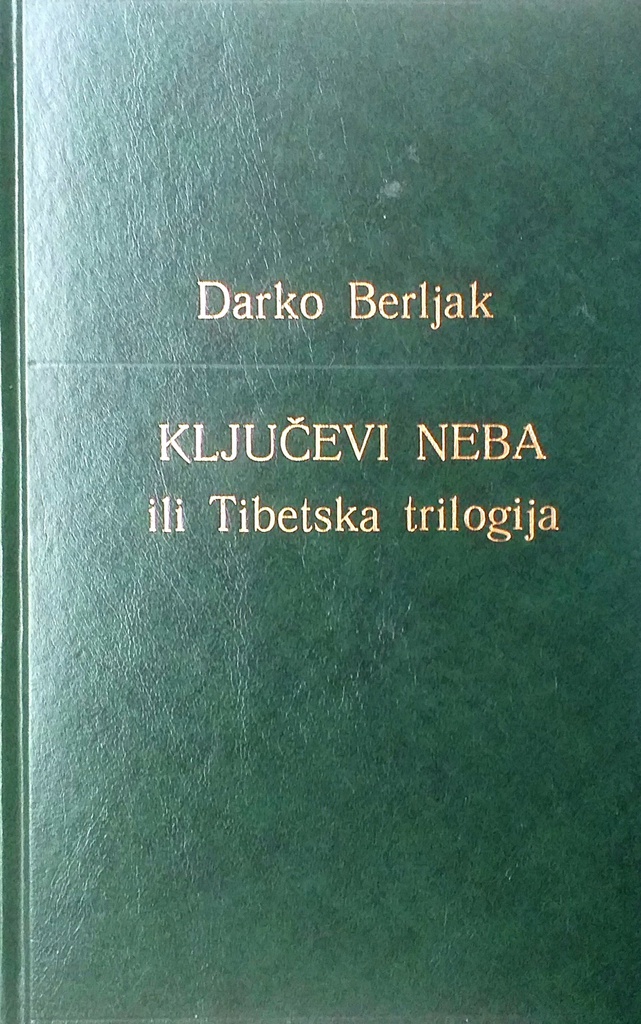 Darko Berljak
KLJUČEVI NEBA
ili Tibetska trilogija